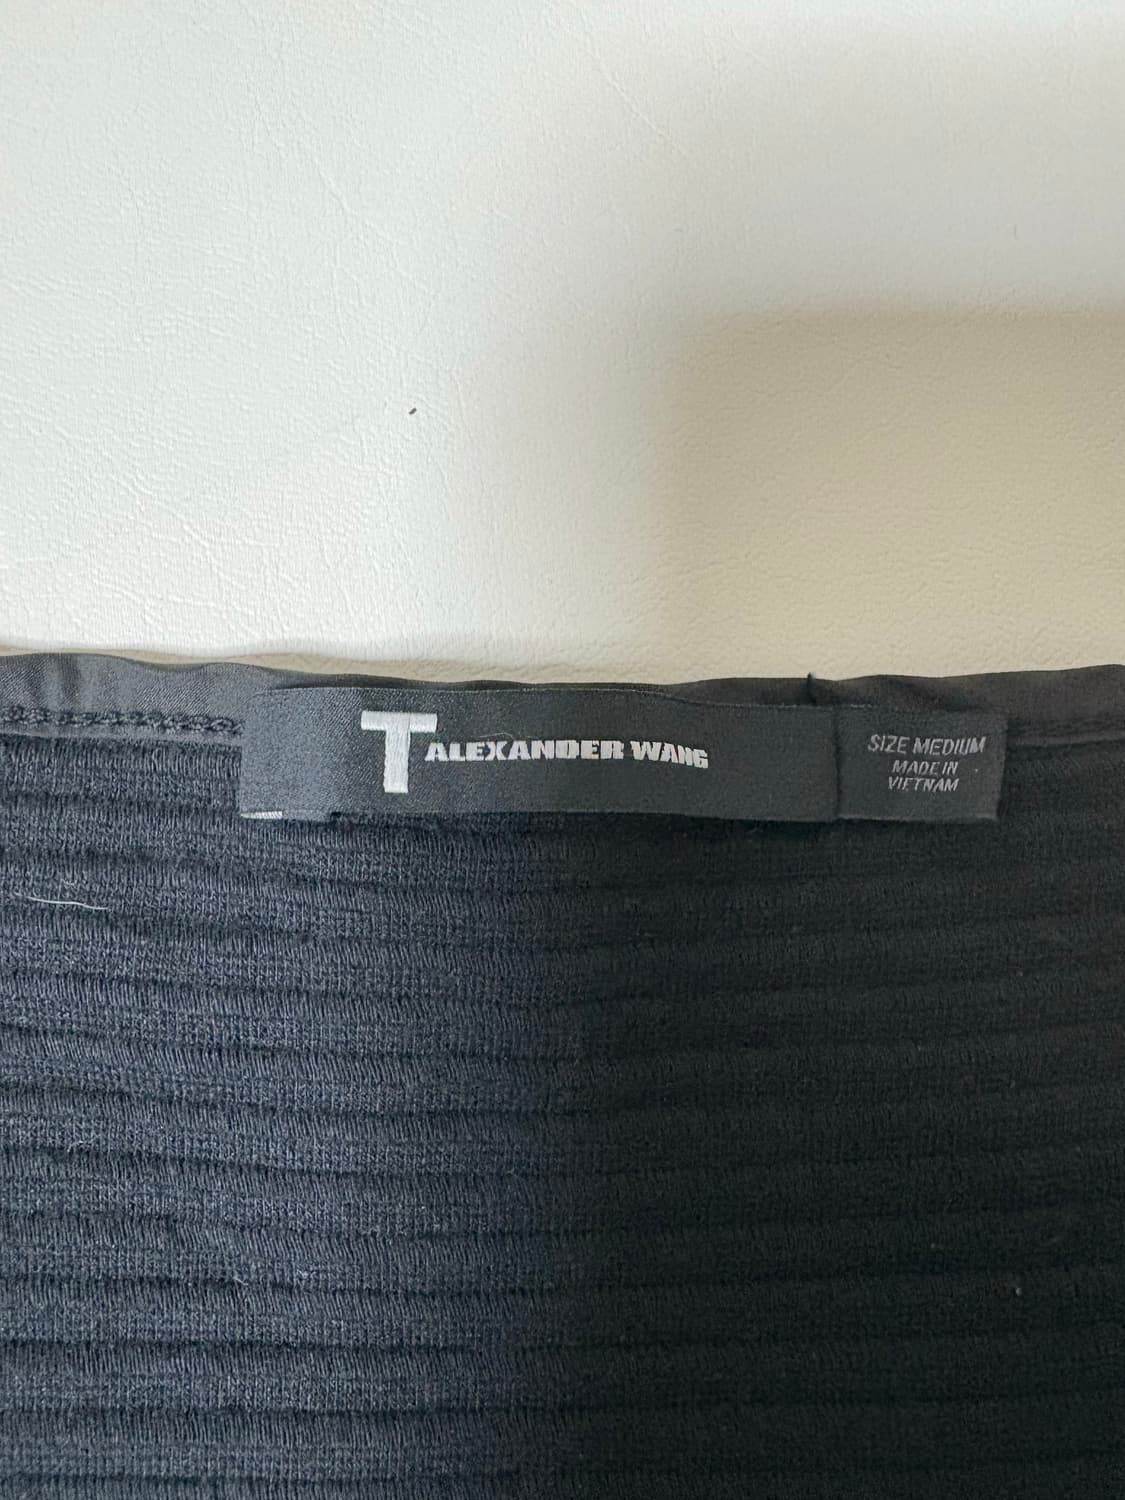 T ALEXANDER WANG
SIZE MEDIUM
MADE IN
VIETNAM